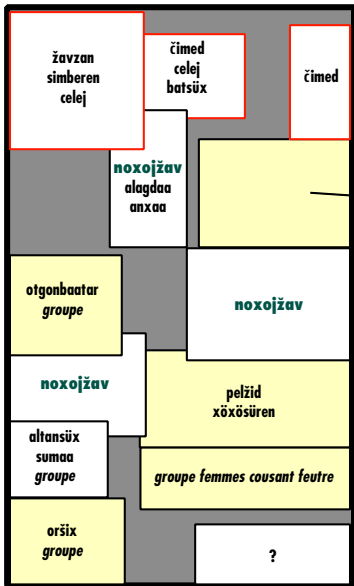 žavzan
simberen
celej
čimed
celej
batsüx
čimed
noxojžav
alagdaa
anxaa
otgonbaatar
groupe
noxojžav
noxojžav
pelžid
xöxösüren
altansüx
sumaa
groupe
groupe femmes cousant feutre
oršix
groupe
?